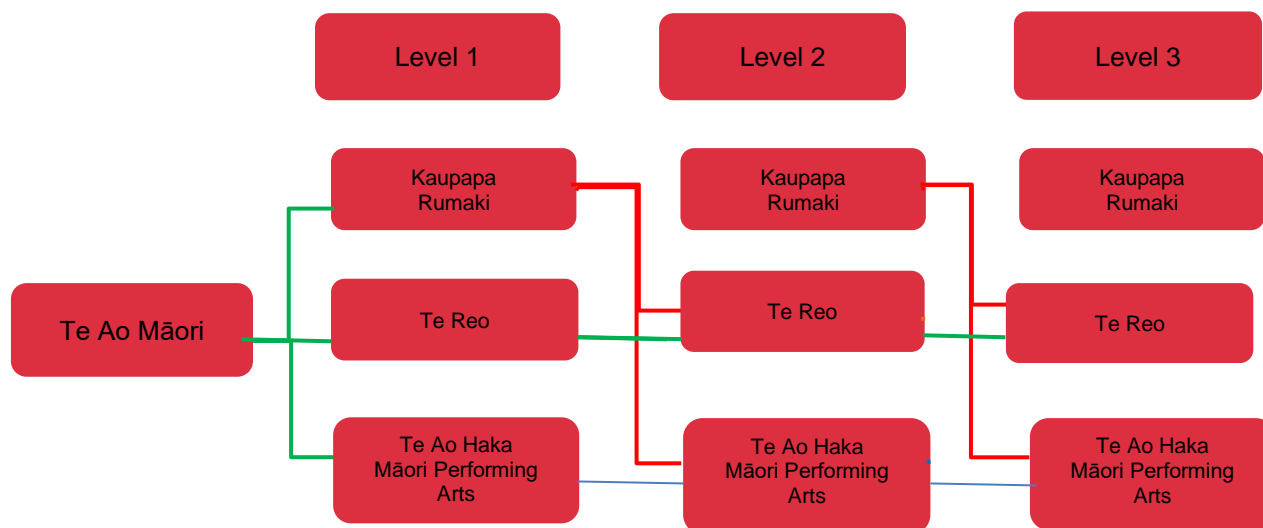 Level 1
Level 2
Level 3
Kaupapa
Rumaki
Kaupapa
Rumaki
Kaupapa
Rumaki
Te Ao Māori
Te Reo
Te Reo
Te Reo
Te Ao Haka
Māori Performing
Arts
Te Ao Haka
Māori Performing
Arts
Te Ao Haka
Māori Performing
Arts